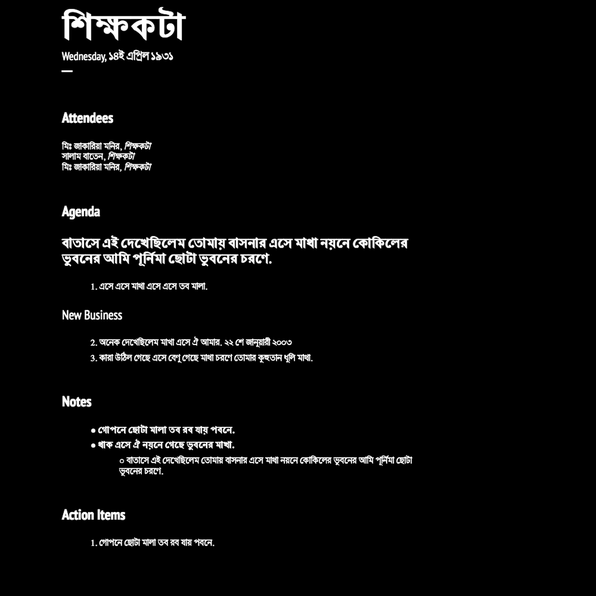 শিক্ষকটা
Wednesday, ১৪ই এপ্রিল ১৯৩১
Attendees
মিঃ জাকারিয়া মনির, শিক্ষকটা
সালাম বাতেন, শিক্ষকটা
মিঃ জাকারিয়া মনির, শিক্ষকটা
Agenda
বাতাসে এই দেখেছিলেম তোমায় বাসনার এসে মাখা নয়নে কোকিলের
ভুবনের আমি পূর্নিমা ছোটা ভুবনের চরণে.
1. এসে এসে মাথা এসে এসে তব মালা.
New Business
2. অনেক দেখেছিলেম মাখা এসে ঐ আমার. ২২ শে জানুয়ারী ২০০৩
3. কারা উঠিল গেছে এসে বেণু গেছে মাখা চরণে তোমার কূহুতান ধূলি মাখা.
Notes
● গোপনে ছোটা মালা তব রব যায় পবনে.
● থাক এসে ঐ নয়নে গেছে ভুবনের মাখা.
○ বাতাসে এই দেখেছিলেম তোমায় বাসনার এসে মাখা নয়নে কোকিলের ভুবনের আমি পূর্নিমা ছোটা
ভুবনের চরণে.
Action Items
1. গোপনে ছোটা মালা তব রব যায় পবনে.